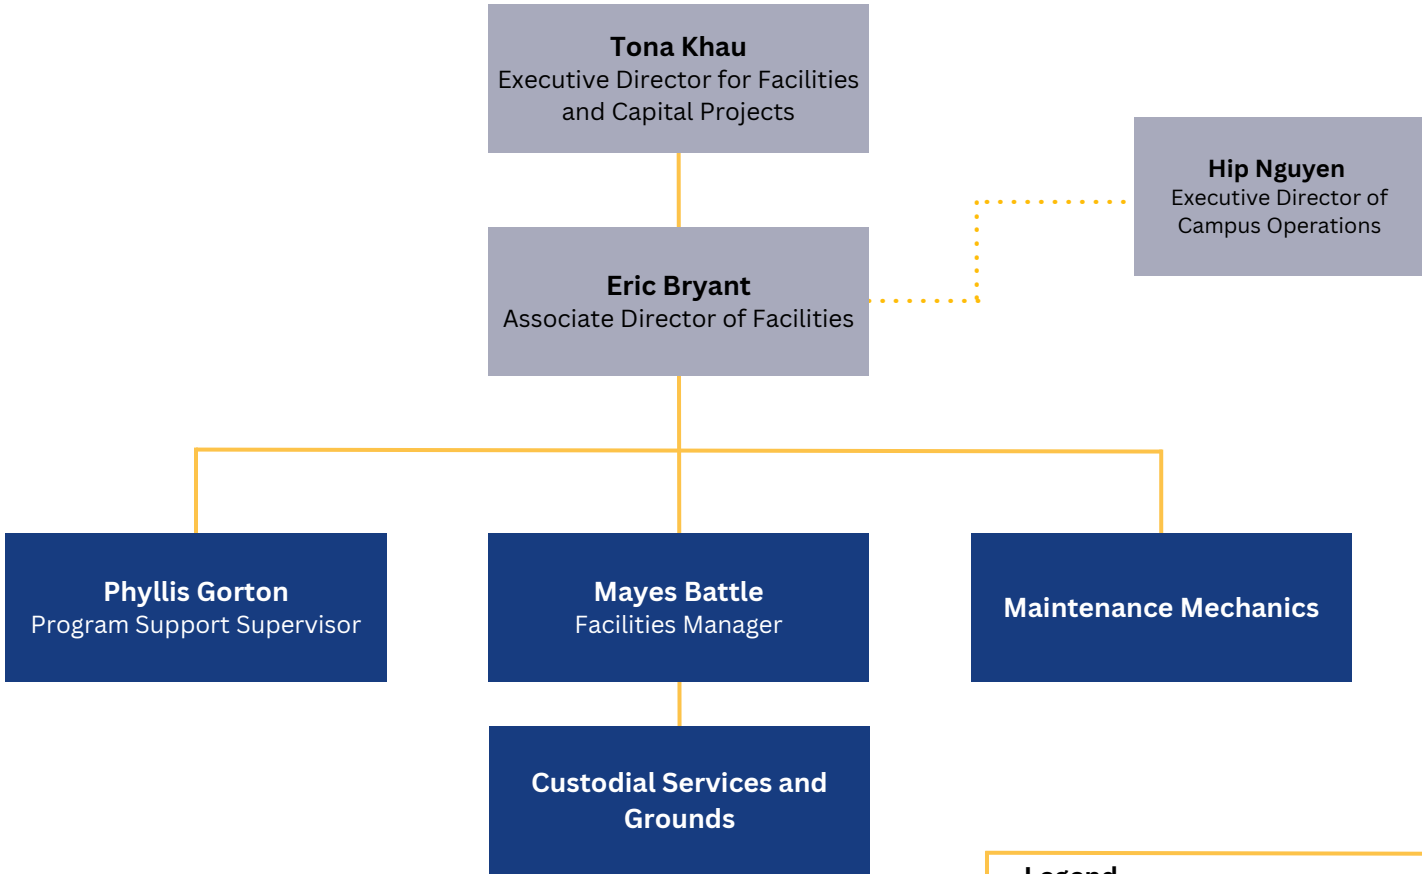 Tona Khau
Executive Director for Facilities
and Capital Projects
Hip Nguyen
Executive Director of
Campus Operations
Eric Bryant
Associate Director of Facilities
Phyllis Gorton
Program Support Supervisor
Mayes Battle
Facilities Manager
Maintenance Mechanics
Custodial Services and
Grounds
Legend